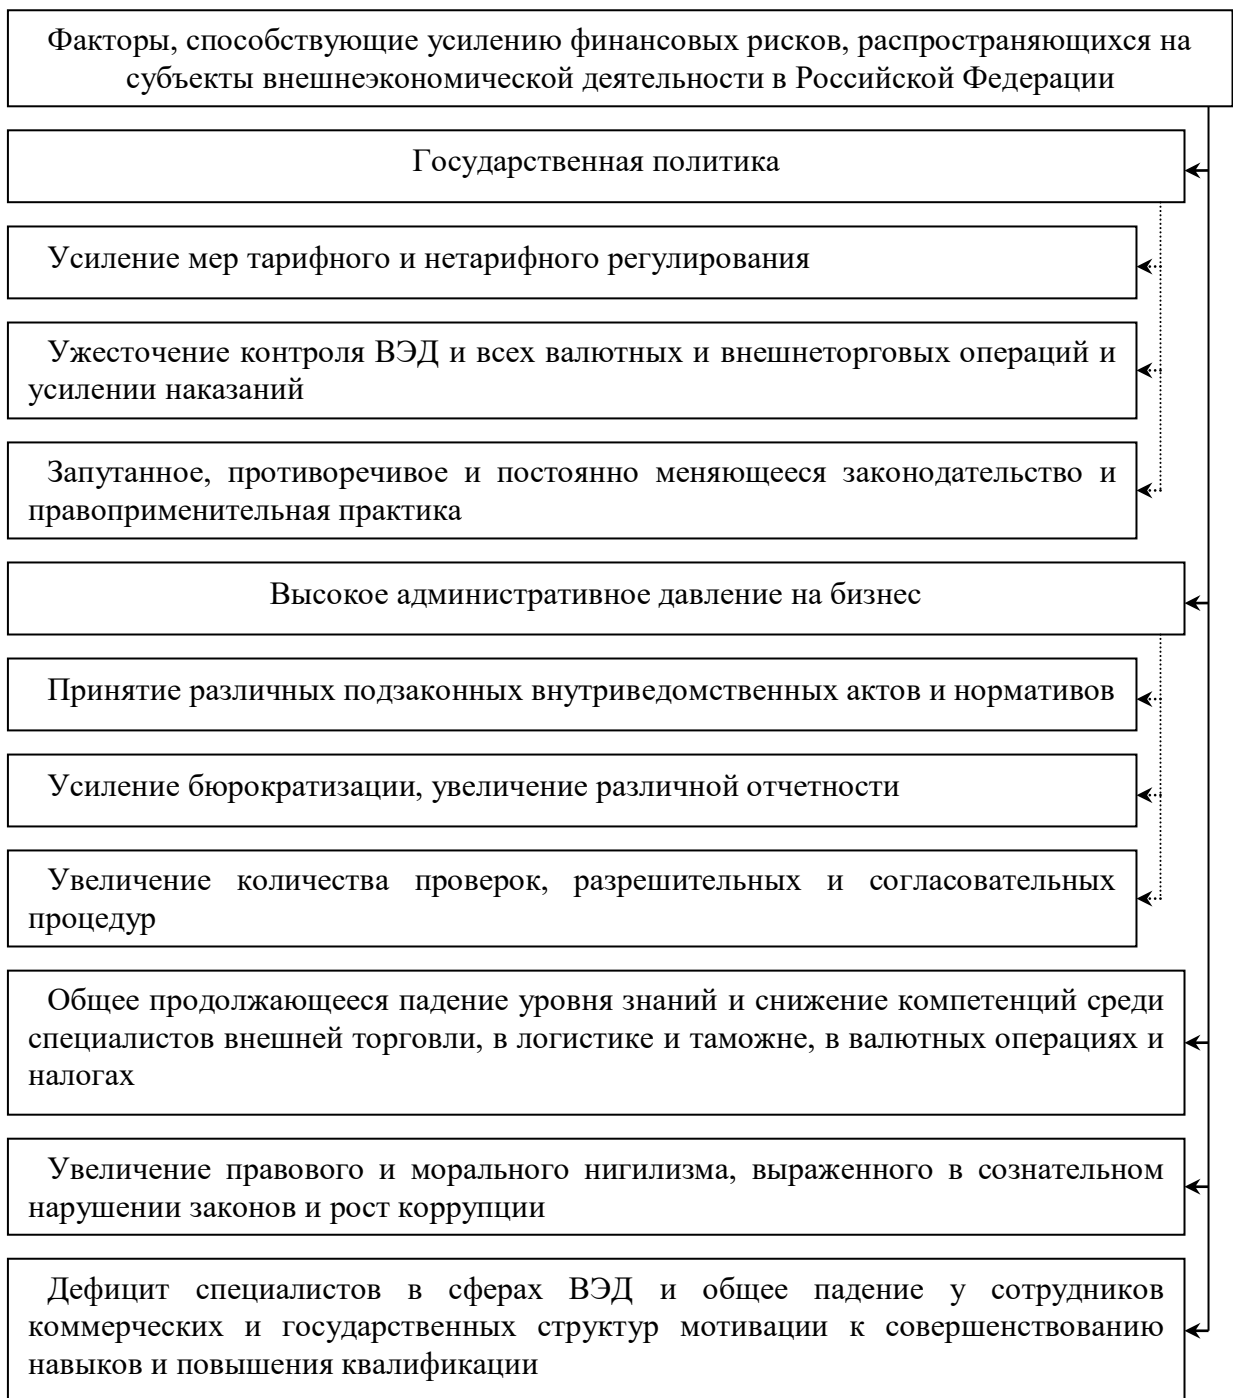 Факторы, способствующие усилению финансовых рисков, распространяющихся на
субъекты внешнеэкономической деятельности в Российской Федерации
Государственная политика
Усиление мер тарифного и нетарифного регулирования
Ужесточение контроля ВЭД и всех валютных и внешнеторговых операций и
усилении наказаний
Запутанное, противоречивое и постоянно меняющееся законодательство и
правоприменительная практика
Высокое административное давление на бизнес
Принятие различных подзаконных внутриведомственных актов и нормативов
Усиление бюрократизации, увеличение различной отчетности
Увеличение количества проверок, разрешительных и согласовательных
процедур
Общее продолжающееся падение уровня знаний и снижение компетенций среди
специалистов внешней торговли, в логистике и таможне, в валютных операциях и
налогах
Увеличение правового и морального нигилизма, выраженного в сознательном
нарушении законов и рост коррупции
Дефицит специалистов в сферах ВЭД и общее падение у сотрудников
коммерческих и государственных структур мотивации к совершенствованию
навыков и повышения квалификации